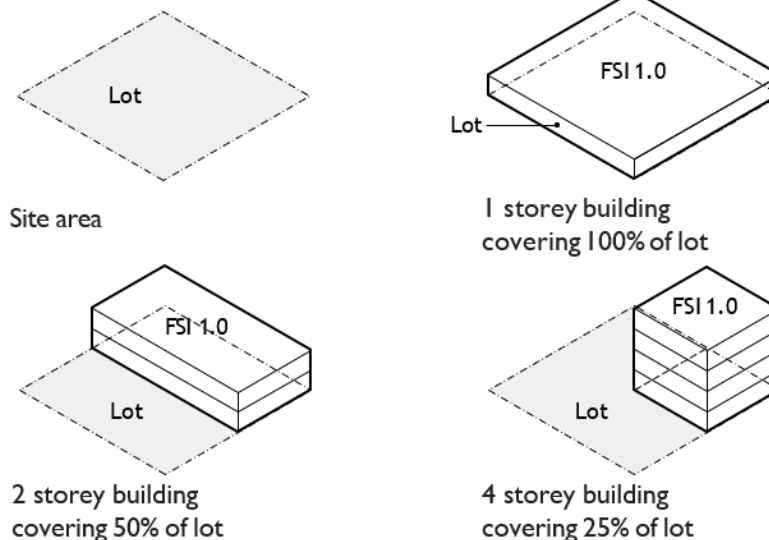 Lot
FSI 1.0
Lot
Site area
1 storey building
covering 100% of lot
FSI 1.0
Lot
2 storey building
covering 50% of lot
FSI 1.0
Lot
4 storey building
covering 25% of lot